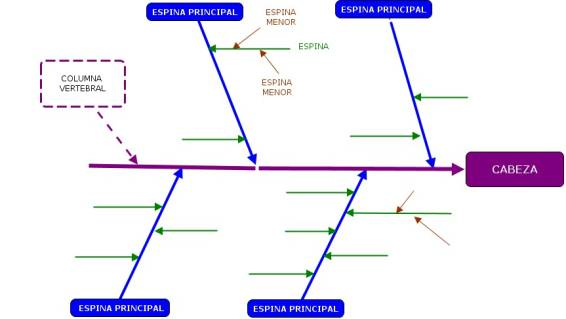 ESPINA PRINCIPAL
ESPINA
MENOR
ESPINA PRINCIPAL
ESPINA
COLUMNA
VERTEBRAL
ESPINA
MENOR
CABEZA
ESPINA PRINCIPAL
ESPINA PRINCIPAL